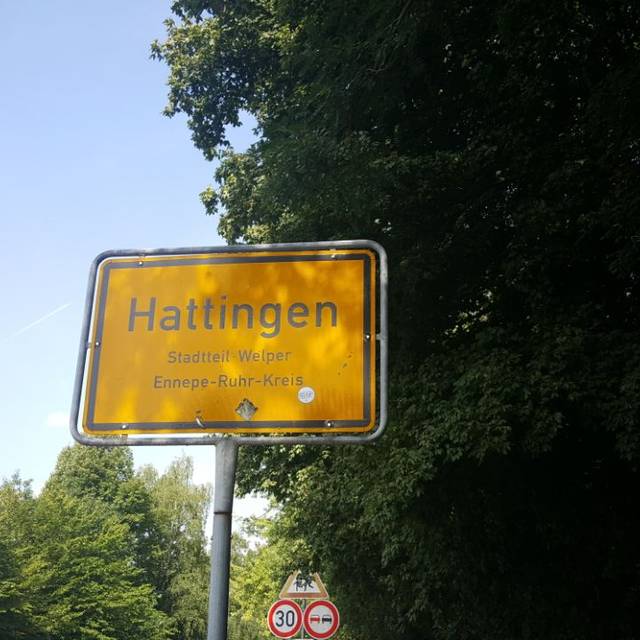 Hattingen
Stadtteil Welper
Ennepe-Ruhr-Kreis
30